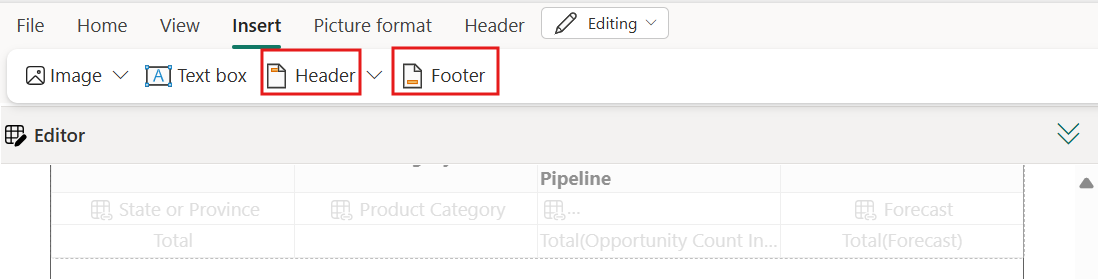 File Home View Insert Picture format Header Editing
Image Text box Header Footer
Editor
Pipeline
State or Province Product Category ... Forecast
Total Total(Opportunity Count In... Total(Forecast)